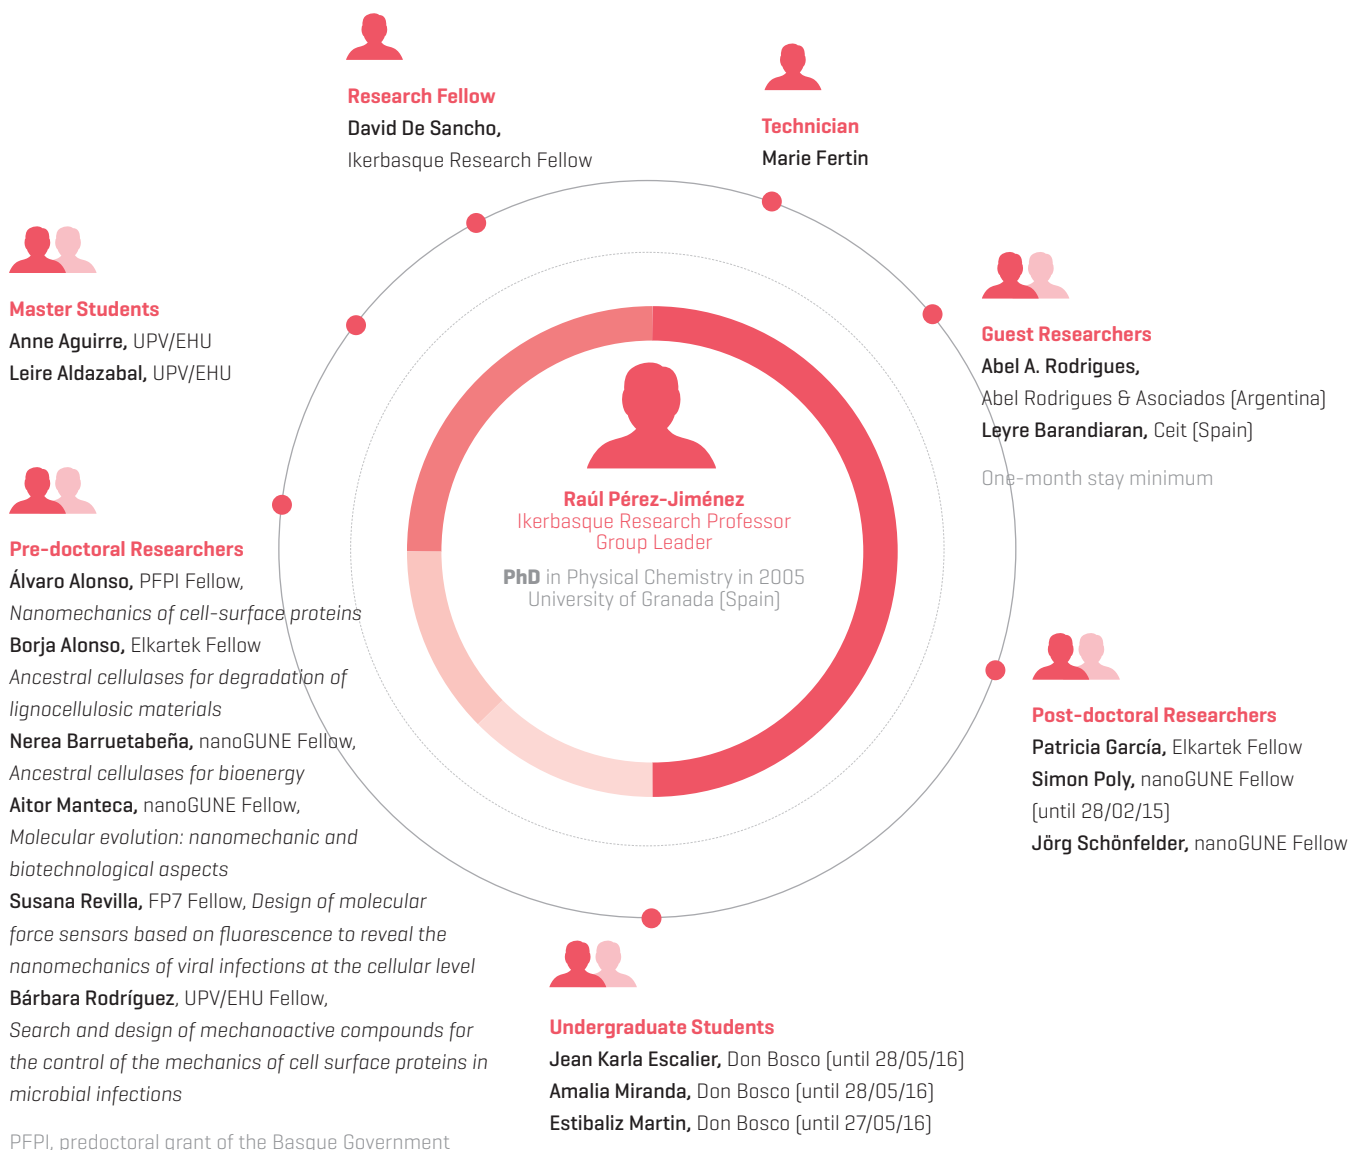 Research Fellow
David De Sancho,
Ikerbasque Research Fellow
Technician
Marie Fertin
Master Students
Anne Aguirre, UPV/EHU
Leire Aldazabal, UPV/EHU
Guest Researchers
Abel A. Rodrigues,
Abel Rodrigues & Asociados (Argentina)
Leyre Barandiaran, Ceit (Spain)
One-month stay minimum
Raúl Pérez-Jiménez
Ikerbasque Research Professor
Group Leader
PhD in Physical Chemistry in 2005
University of Granada (Spain)
Pre-doctoral Researchers
Álvaro Alonso, PFPI Fellow,
Nanomechanics of cell-surface proteins
Borja Alonso, Elkartek Fellow
Ancestral cellulases for degradation of
lignocellulosic materials
Nerea Barruetabeña, nanoGUNE Fellow,
Ancestral cellulases for bioenergy
Aitor Manteca, nanoGUNE Fellow,
Molecular evolution: nanomechanic and
biotechnological aspects
Susana Revilla, FP7 Fellow, Design of molecular
force sensors based on fluorescence to reveal the
nanomechanics of viral infections at the cellular level
Bárbara Rodríguez, UPV/EHU Fellow,
Search and design of mechanoactive compounds for
the control of the mechanics of cell surface proteins in
microbial infections
PFPI, predoctoral grant of the Basque Government
Post-doctoral Researchers
Patricia García, Elkartek Fellow
Simon Poly, nanoGUNE Fellow
(until 28/02/15)
Jörg Schönfelder, nanoGUNE Fellow
Undergraduate Students
Jean Karla Escalier, Don Bosco (until 28/05/16)
Amalia Miranda, Don Bosco (until 28/05/16)
Estibaliz Martin, Don Bosco (until 27/05/16)